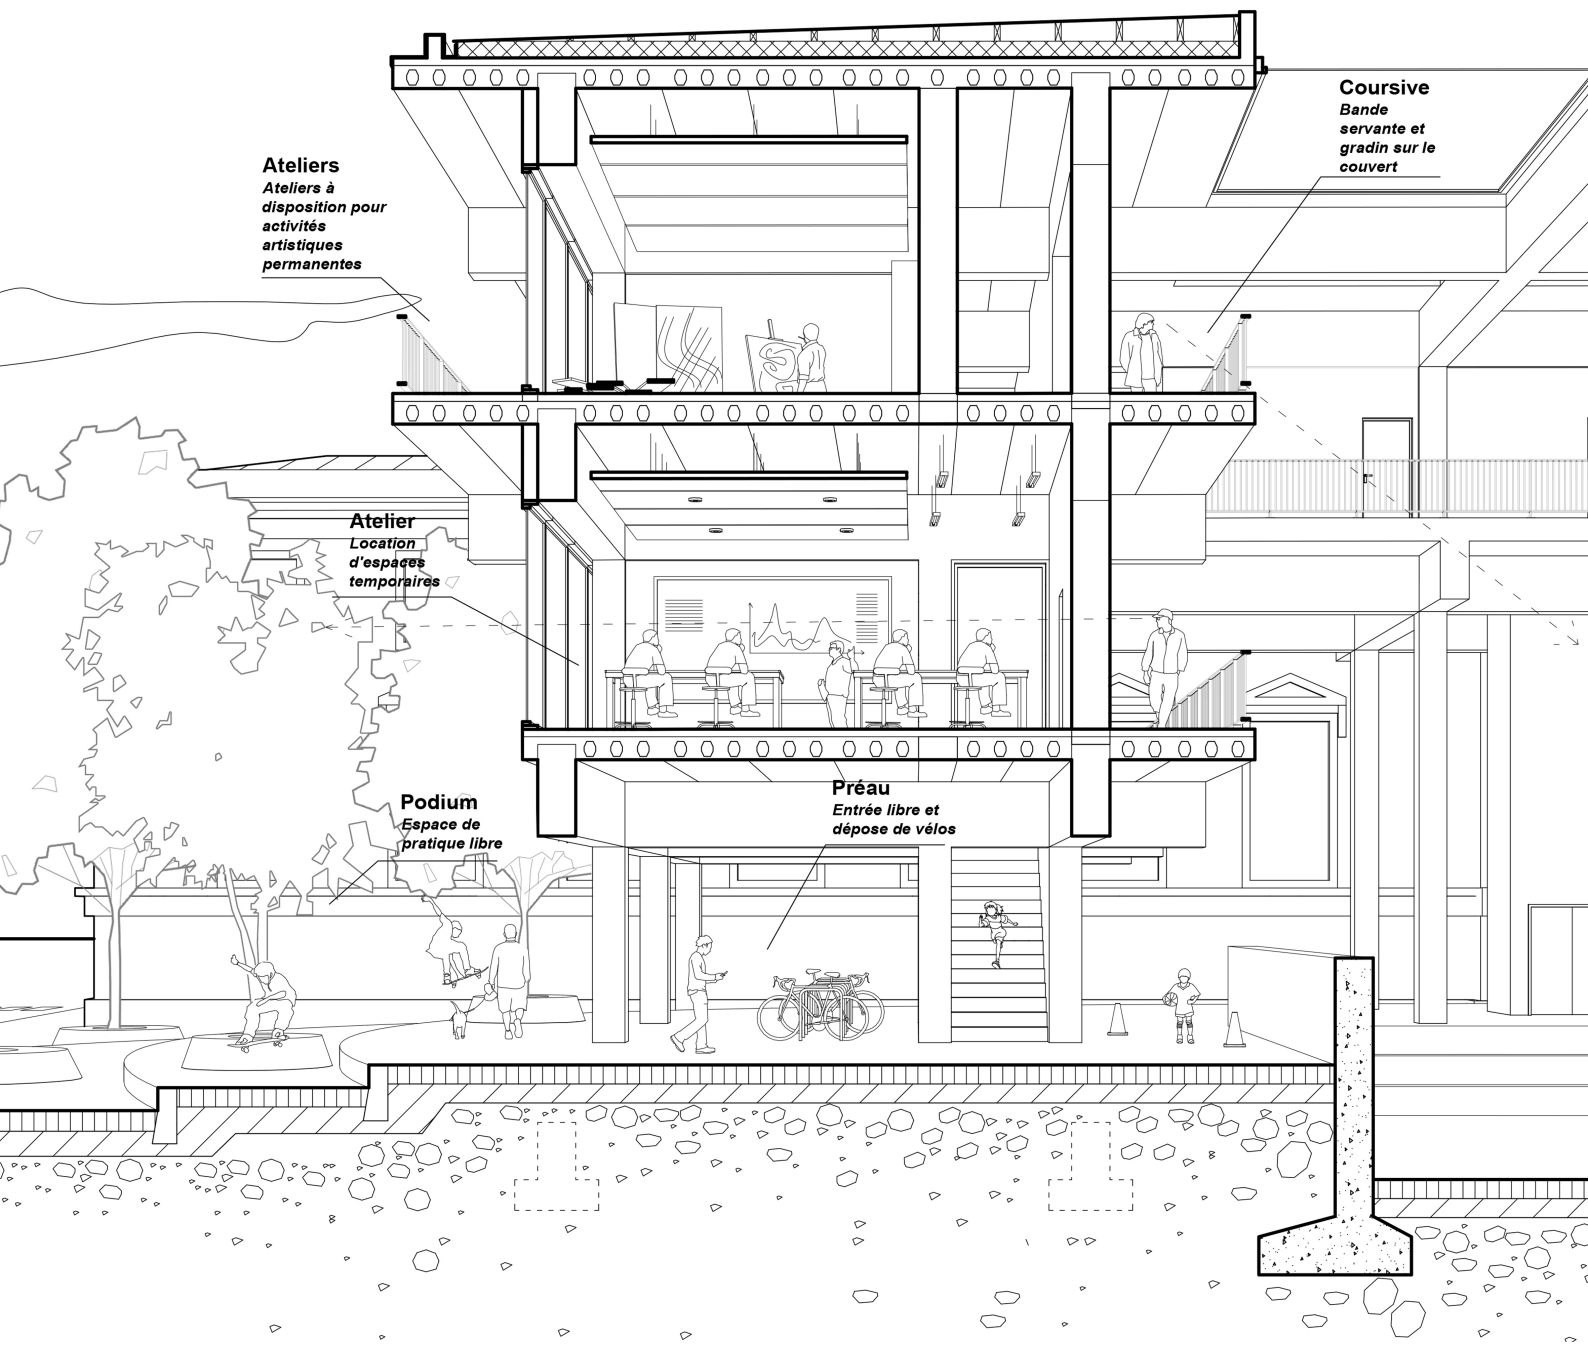 Coursive
Bande
servante et
gradin sur le
couvert
Ateliers
Ateliers à
disposition pour
activités
artistiques
permanentes
Atelier
Location
d'espaces
temporaires
Podium
Espace de
pratique libre
Préau
Entrée libre et
dépose de vélos